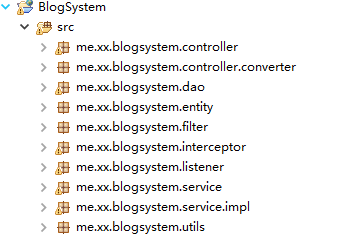 BlogSystem
src
me.xx.blogsystem.controller
me.xx.blogsystem.controller.converter
me.xx.blogsystem.dao
me.xx.blogsystem.entity
me.xx.blogsystem.filter
me.xx.blogsystem.interceptor
me.xx.blogsystem.listener
me.xx.blogsystem.service
me.xx.blogsystem.service.impl
me.xx.blogsystem.utils